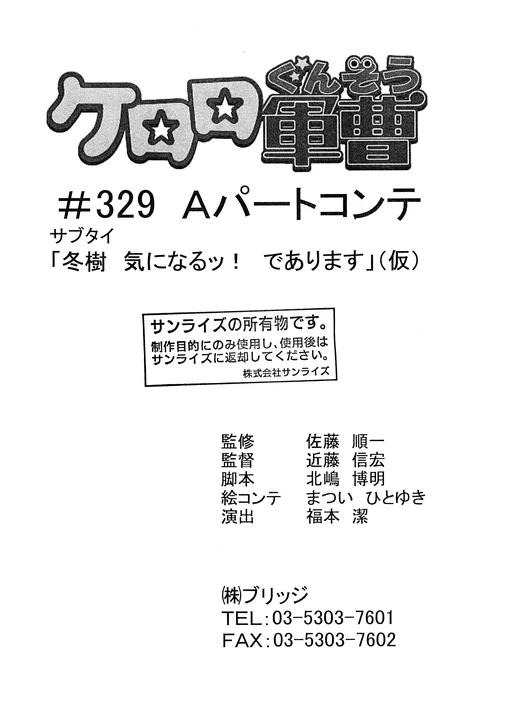 ケロロ ぐんそう 軍曹
＃329　Aパートコンテ
サブタイ
「冬樹　気になるッ！　であります」（仮）
サンライズの所有物です。
制作目的にのみ使用し、使用後は
サンライズに返却してください。
株式会社サンライズ
監修　佐藤 順一
監督　近藤 信宏
脚本　北嶋 博明
絵コンテ　まつい ひとゆき
演出　福本 潔
㈱ブリッジ
TEL：03-5303-7601
FAX：03-5303-7602